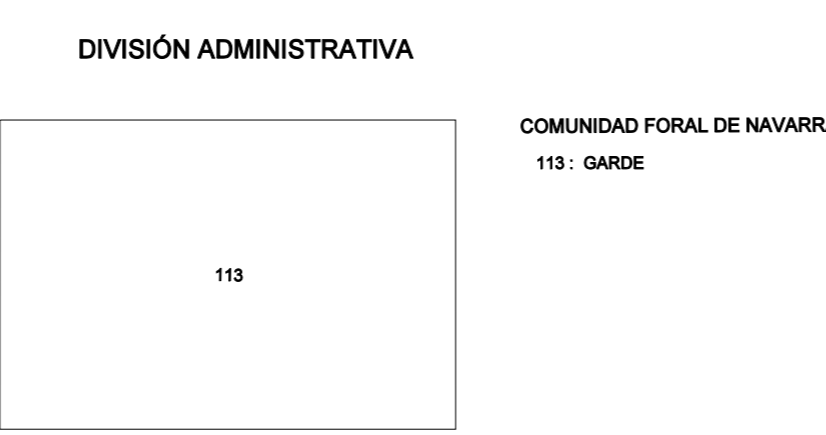 DIVISIÓN ADMINISTRATIVA
COMUNIDAD FORAL DE NAVARR
113 : GARDE
113